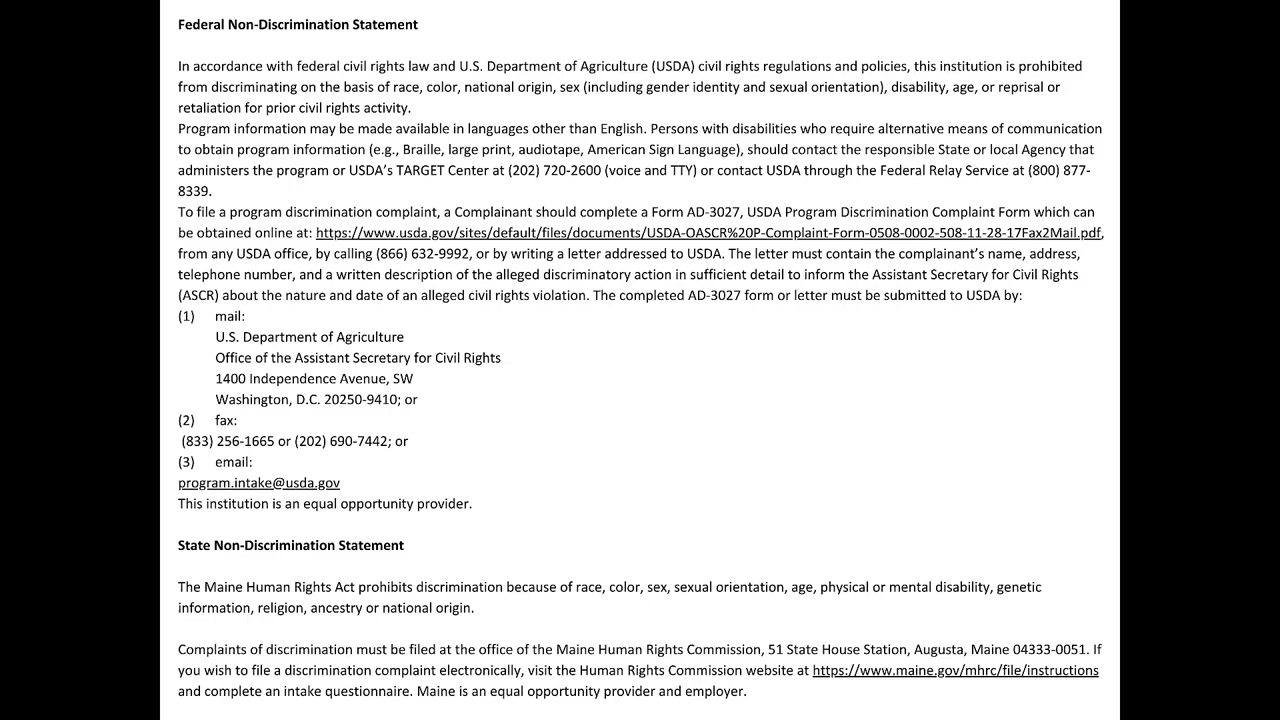 Federal Non-Discrimination Statement
In accordance with federal civil rights law and U.S. Department of Agriculture (USDA) civil rights regulations and policies, this institution is prohibited
from discriminating on the basis of race, color, national origin, sex (including gender identity and sexual orientation), disability, age, or reprisal or
retaliation for prior civil rights activity.
Program information may be made available in languages other than English. Persons with disabilities who require alternative means of communication
to obtain program information (e.g., Braille, large print, audiotape, American Sign Language), should contact the responsible State or local Agency that
administers the program or USDA’s TARGET Center at (202) 720-2600 (voice and TTY) or contact USDA through the Federal Relay Service at (800) 877-
8339.
To file a program discrimination complaint, a Complainant should complete a Form AD-3027, USDA Program Discrimination Complaint Form which can
be obtained online at: https://www.usda.gov/sites/default/files/documents/USDA-OASCR%20P-Complaint-Form-0508-0002-508-11-28-17Fax2Mail.pdf,
from any USDA office, by calling (866) 632-9992, or by writing a letter addressed to USDA. The letter must contain the complainant’s name, address,
telephone number, and a written description of the alleged discriminatory action in sufficient detail to inform the Assistant Secretary for Civil Rights
(ASCR) about the nature and date of an alleged civil rights violation. The completed AD-3027 form or letter must be submitted to USDA by:
(1) mail:
U.S. Department of Agriculture
Office of the Assistant Secretary for Civil Rights
1400 Independence Avenue, SW
Washington, D.C. 20250-9410; or
(2) fax:
(833) 256-1665 or (202) 690-7442; or
(3) email:
program.intake@usda.gov
This institution is an equal opportunity provider.
State Non-Discrimination Statement
The Maine Human Rights Act prohibits discrimination because of race, color, sex, sexual orientation, age, physical or mental disability, genetic
information, religion, ancestry or national origin.
Complaints of discrimination must be filed at the office of the Maine Human Rights Commission, 51 State House Station, Augusta, Maine 04333-0051. If
you wish to file a discrimination complaint electronically, visit the Human Rights Commission website at https://www.maine.gov/mhrc/file/instructions
and complete an intake questionnaire. Maine is an equal opportunity provider and employer.